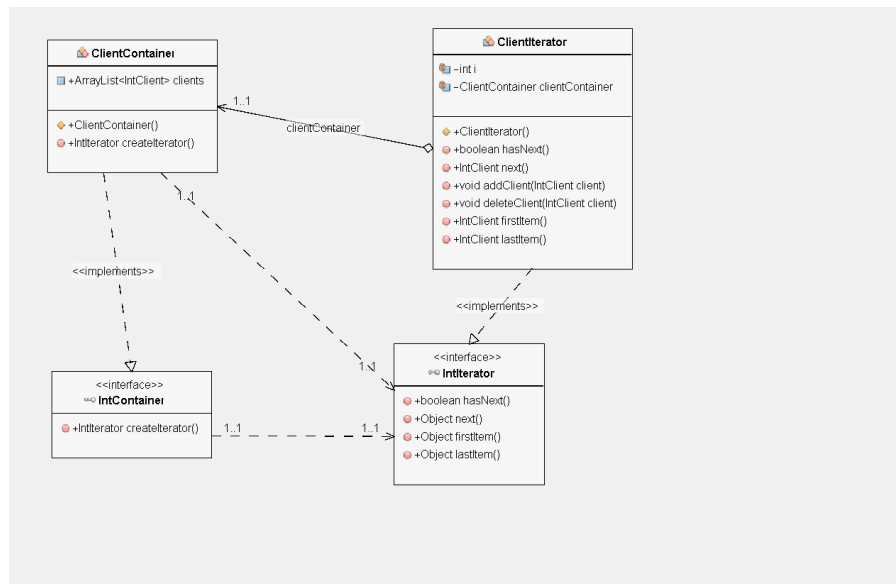 ClientContainer
+ArrayList<IntClient> clients
+ClientContainer()
+IntIterator createIterator()
ClientIterator
-int i
-ClientContainer clientContainer
+ClientIterator()
+boolean hasNext()
+IntClient next()
+void addClient(IntClient client)
+void deleteClient(IntClient client)
+IntClient firstItem()
+IntClient lastItem()
1..1
clientContainer
1..1
<<implements>>
<<implements>>
1..1
<<interface>>
IntContainer
+IntIterator createIterator()
1..1
1..1
<<interface>>
IntIterator
+boolean hasNext()
+Object next()
+Object firstItem()
+Object lastItem()